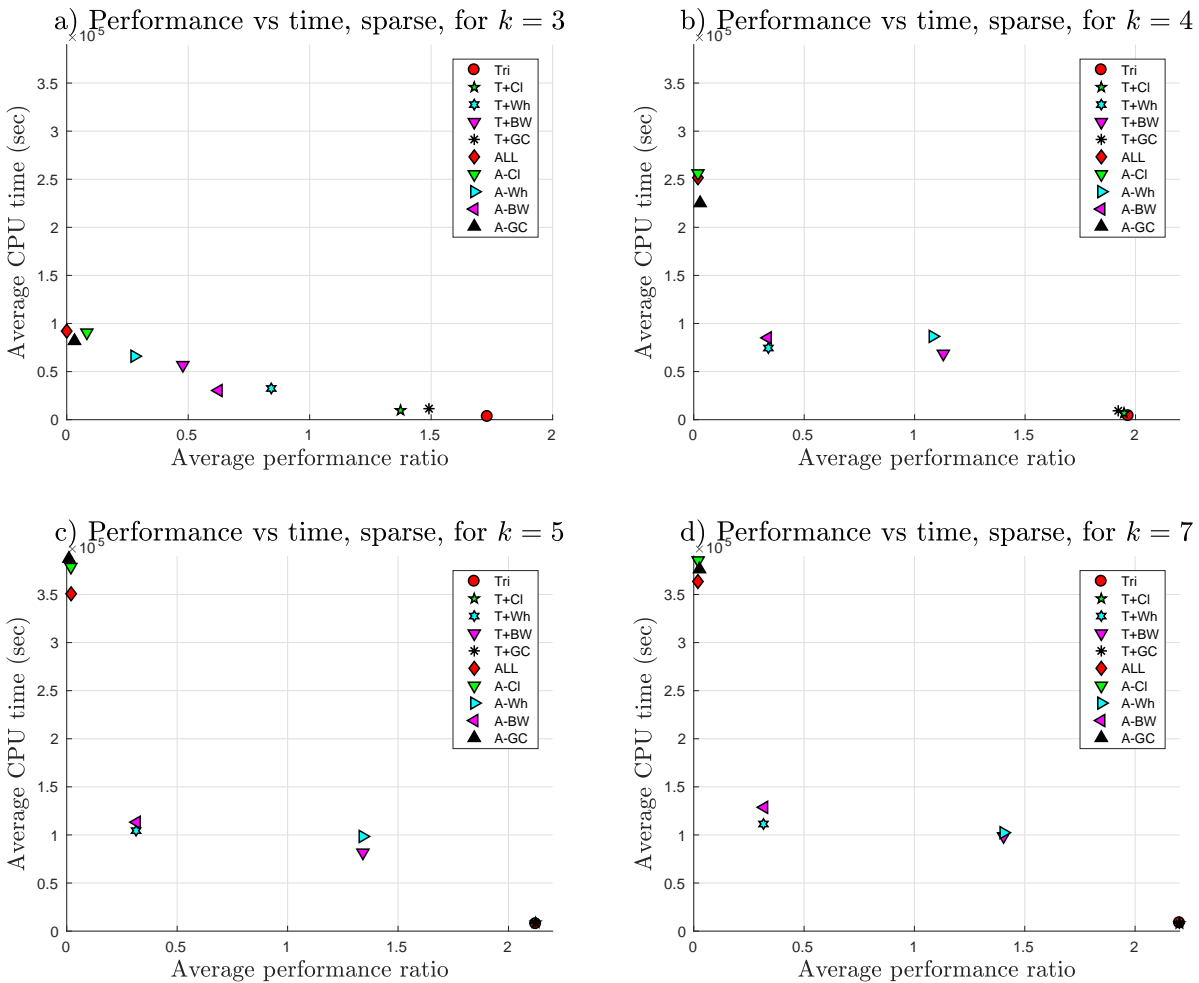 a) Performance vs time, sparse, for k = 3
×10^5
Average CPU time (sec)
3.5
3
2.5
2
1.5
1
0.5
0
0 0.5 1 1.5 2
Average performance ratio
Tri
T+Cl
T+Wh
T+BW
T+GC
ALL
A-Cl
A-Wh
A-BW
A-GC
b) Performance vs time, sparse, for k = 4
×10^5
Average CPU time (sec)
3.5
3
2.5
2
1.5
1
0.5
0
0 0.5 1 1.5 2
Average performance ratio
Tri
T+Cl
T+Wh
T+BW
T+GC
ALL
A-Cl
A-Wh
A-BW
A-GC
c) Performance vs time, sparse, for k = 5
×10^5
Average CPU time (sec)
3.5
3
2.5
2
1.5
1
0.5
0
0 0.5 1 1.5 2
Average performance ratio
Tri
T+Cl
T+Wh
T+BW
T+GC
ALL
A-Cl
A-Wh
A-BW
A-GC
d) Performance vs time, sparse, for k = 7
×10^5
Average CPU time (sec)
3.5
3
2.5
2
1.5
1
0.5
0
0 0.5 1 1.5 2
Average performance ratio
Tri
T+Cl
T+Wh
T+BW
T+GC
ALL
A-Cl
A-Wh
A-BW
A-GC